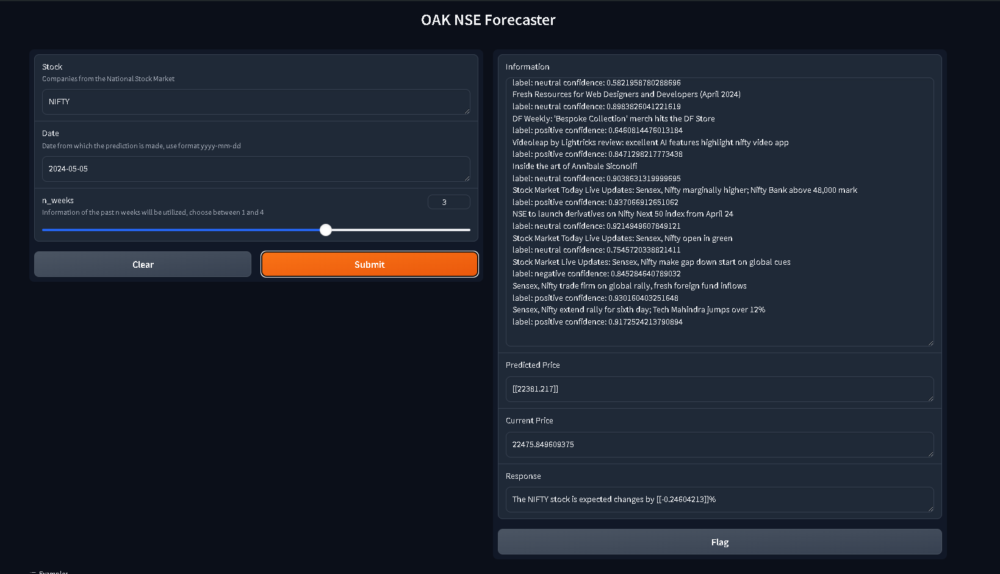 OAK NSE Forecaster
Stock
Companies from the National Stock Market
NIFTY
Date
Date from which the prediction is made, use format yyyy-mm-dd
2024-05-05
n_weeks
3
Information of the past n weeks will be utilized, choose between 1 and 4
Clear
Submit
Information
label: neutral confidence: 0.5821958780288696
Fresh Resources for Web Designers and Developers (April 2024)
label: neutral confidence: 0.8983826041221619
DF Weekly: 'Bespoke Collection' merch hits the DF Store
label: positive confidence: 0.6460814476013184
Videoleap by Lightricks review: excellent AI features highlight nifty video app
label: positive confidence: 0.8471298217773438
Inside the art of Annibale Siconolfi
label: neutral confidence: 0.9038631319999695
Stock Market Today Live Updates: Sensex, Nifty marginally higher; Nifty Bank above 48,000 mark
label: positive confidence: 0.937066912651062
NSE to launch derivatives on Nifty Next 50 index from April 24
label: neutral confidence: 0.9214949607849121
Stock Market Today Live Updates: Sensex, Nifty open in green
label: neutral confidence: 0.7545720338821411
Stock Market Live Updates: Sensex, Nifty make gap down start on global cues
label: negative confidence: 0.845284640789032
Sensex, Nifty trade firm on global rally, fresh foreign fund inflows
label: positive confidence: 0.930160403251648
Sensex, Nifty extend rally for sixth day; Tech Mahindra jumps over 12%
label: positive confidence: 0.9172524213790894
Predicted Price
[[22381.217]]
Current Price
22475.849609375
Response
The NIFTY stock is expected changes by [[-0.24604213]]%
Flag
Examples